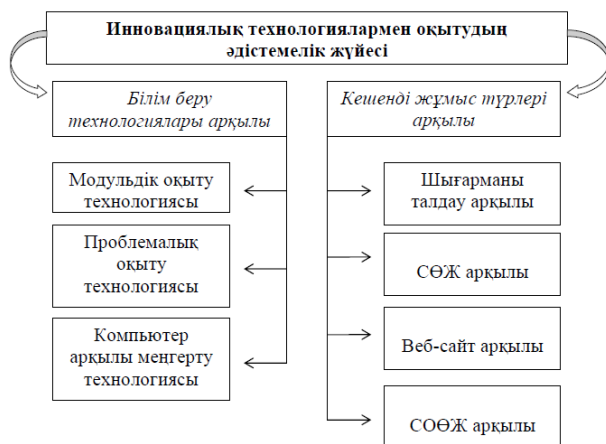 Инновациялық технологиялармен оқытудың
әдістемелік жүйесі
Білім беру
технологиялары арқылы
Модульдік оқыту
технологиясы
Проблемалық
оқыту
технологиясы
Компьютер
арқылы меңгерту
технологиясы
Кешенді жұмыс түрлері
арқылы
Шығарманы
талдау арқылы
СӨЖ арқылы
Веб-сайт арқылы
СОӨЖ арқылы